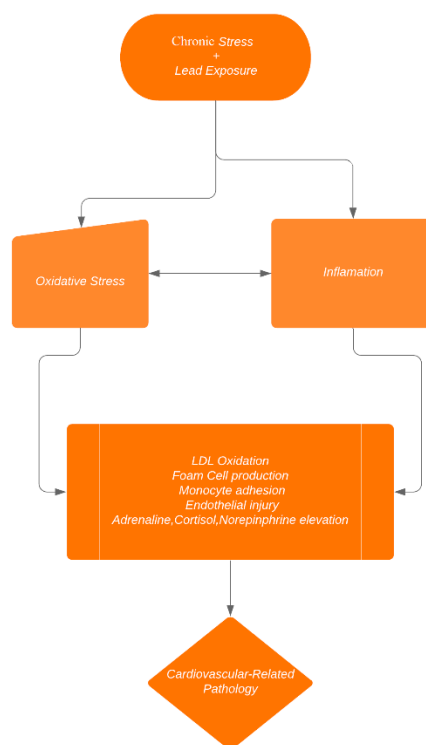 Chronic Stress
+
Lead Exposure
Oxidative Stress
Inflamation
LDL Oxidation
Foam Cell production
Monocyte adhesion
Endothelial injury
Adrenaline,Cortisol,Norepinphrine elevation
Cardiovascular-Related
Pathology